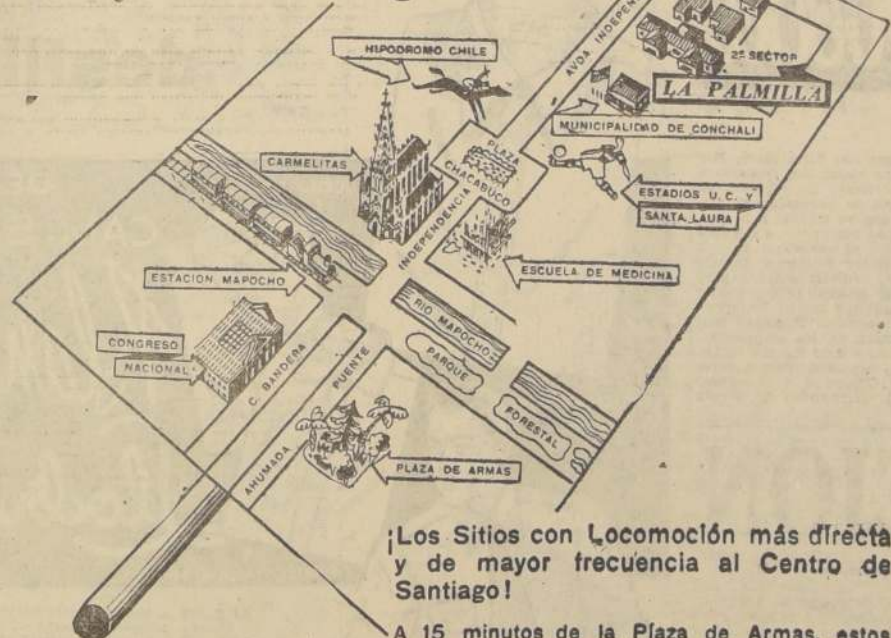 HIPODROMO CHILE
AVDA. INDEPEN
2º SECTOR
LA PALMILLA
MUNICIPALIDAD DE CONCHALI
CARMELITAS
PLAZA
CHACABUCO
ESTADIOS U. C. Y
SANTA LAURA
INDEPENDENCIA
ESCUELA DE MEDICINA
ESTACION MAPOCHO
RIO MAPOCHO
PARQUE
FORESTAL
CONGRESO
NACIONAL
C. BANDERA
PUENTE
AHUMADA
PLAZA DE ARMAS
¡Los Sitios con Locomoción más directa
y de mayor frecuencia al Centro de
Santiago!
A 15 minutos de la Plaza de Armas, estos